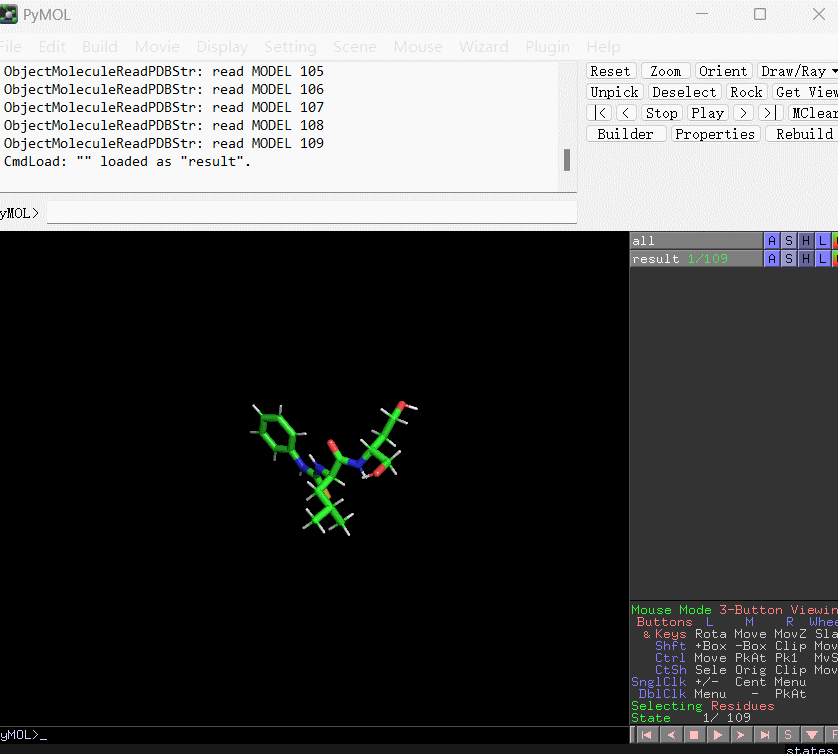 PyMOL
File Edit Build Movie Display Setting Scene Mouse Wizard Plugin Help
ObjectMoleculeReadPDBStr: read MODEL 105
ObjectMoleculeReadPDBStr: read MODEL 106
ObjectMoleculeReadPDBStr: read MODEL 107
ObjectMoleculeReadPDBStr: read MODEL 108
ObjectMoleculeReadPDBStr: read MODEL 109
CmdLoad: "" loaded as "result".
yMOL>
Reset Zoom Orient Draw/Ray
Unpick Deselect Rock Get View
|< < Stop Play > >| MClear
Builder Properties Rebuild
all A S H L
result 1/109 A S H L
Mouse Mode 3-Button Viewin
Buttons L M R Whee
& Keys Rota Move MovZ Sla
Shft +Box -Box Clip Mov
Ctrl Move PkAt Pk1 MvS
CtSh Sele Orig Clip Mov
SnglClk +/- Cent Menu
DblClk Menu - PkAt
Selecting Residues
State 1/ 109
yMOL>_
S
states